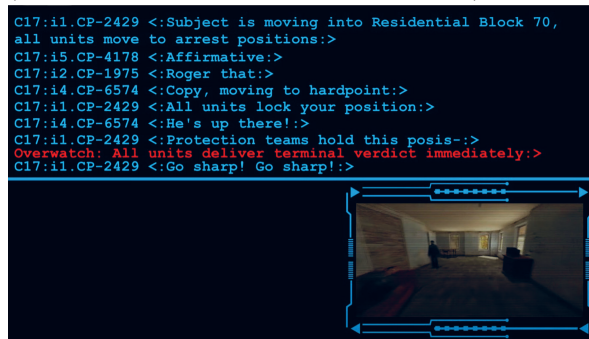 C17:i1.CP-2429 <:Subject is moving into Residential Block 70,
all units move to arrest positions:>
C17:i5.CP-4178 <:Affirmative:>
C17:i2.CP-1975 <:Roger that:>
C17:i4.CP-6574 <:Copy, moving to hardpoint:>
C17:i1.CP-2429 <:All units lock your position:>
C17:i4.CP-6574 <:He's up there!:>
C17:i1.CP-2429 <:Protection teams hold this posis-:>
Overwatch: All units deliver terminal verdict immediately:>
C17:i1.CP-2429 <:Go sharp! Go sharp!:>